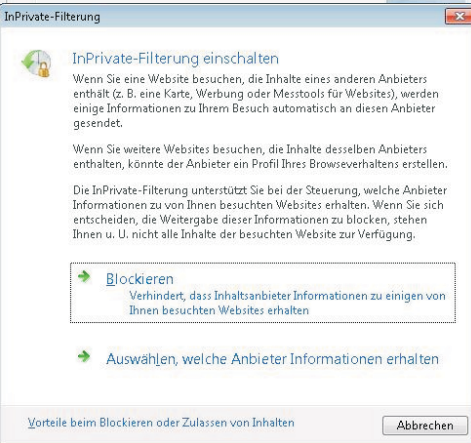 InPrivate-Filterung
InPrivate-Filterung einschalten
Wenn Sie eine Website besuchen, die Inhalte eines anderen Anbieters
enthält (z. B. eine Karte, Werbung oder Messtools für Websites), werden
einige Informationen zu Ihrem Besuch automatisch an diesen Anbieter
gesendet.
Wenn Sie weitere Websites besuchen, die Inhalte desselben Anbieters
enthalten, könnte der Anbieter ein Profil Ihres Browseverhaltens erstellen.
Die InPrivate-Filterung unterstützt Sie bei der Steuerung, welche Anbieter
Informationen zu von Ihnen besuchten Websites erhalten. Wenn Sie sich
entscheiden, die Weitergabe dieser Informationen zu blocken, stehen
Ihnen u. U. nicht alle Inhalte der besuchten Website zur Verfügung.
Blockieren
Verhindert, dass Inhaltsanbieter Informationen zu einigen von
Ihnen besuchten Websites erhalten
Auswählen, welche Anbieter Informationen erhalten
Vorteile beim Blockieren oder Zulassen von Inhalten
Abbrechen